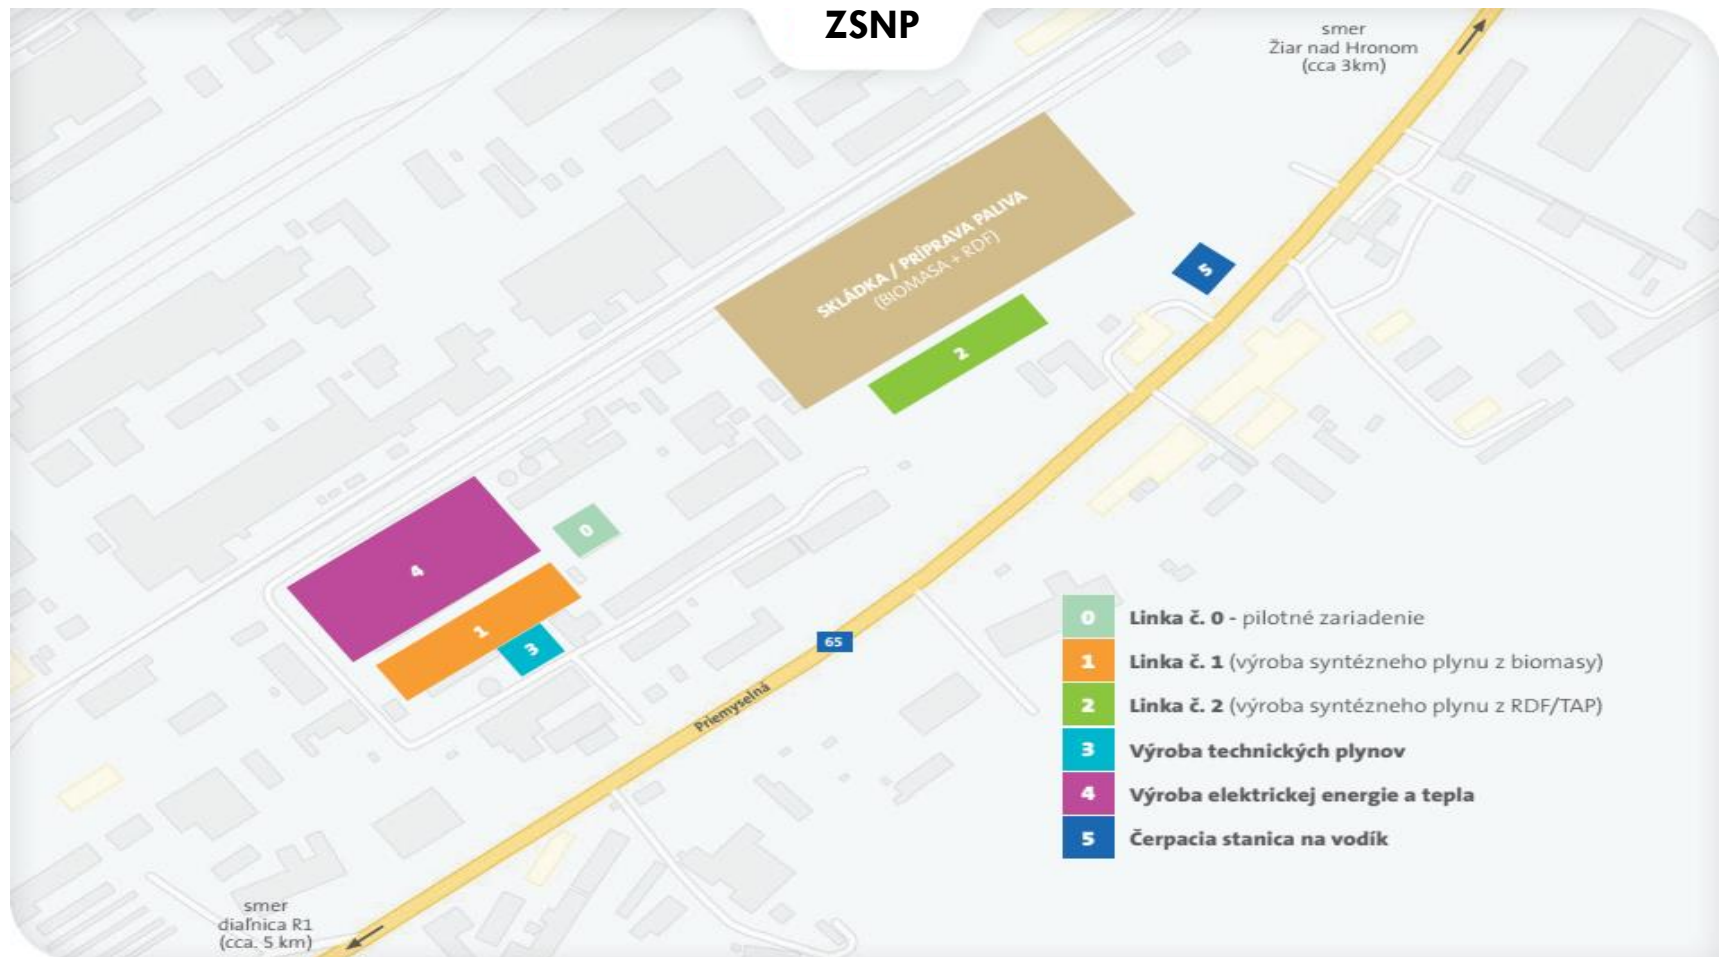 ZSNP
smer
Žiar nad Hronom
(cca 3km)
SKLÁDKA / PRÍPRAVA PALIVA
(BIOMASA + RDF)
5
2
4
0
1
3
65
Priemyselná
0 Linka č. 0 - pilotné zariadenie
1 Linka č. 1 (výroba syntézneho plynu z biomasy)
2 Linka č. 2 (výroba syntézneho plynu z RDF/TAP)
3 Výroba technických plynov
4 Výroba elektrickej energie a tepla
5 Čerpacia stanica na vodík
smer
diaľnica R1
(cca. 5 km)